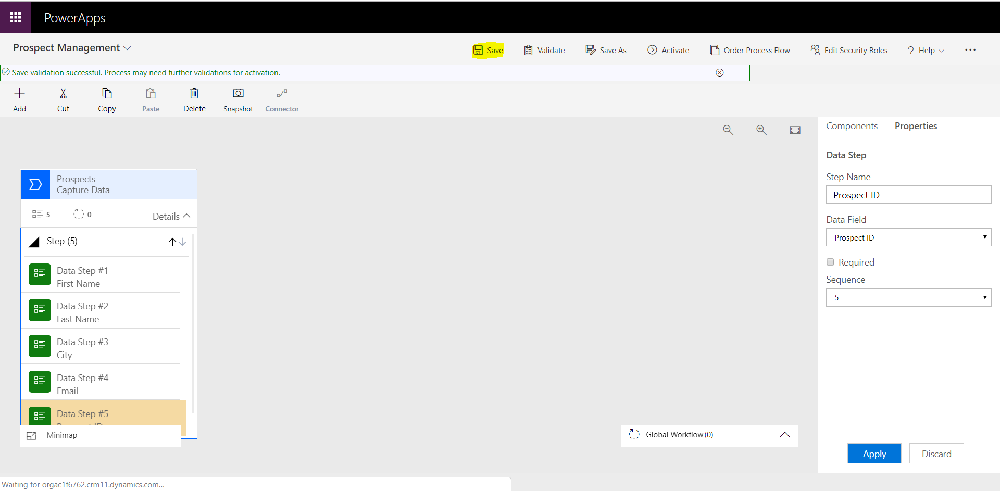 PowerApps
Prospect Management
Save
Validate
Save As
Activate
Order Process Flow
Edit Security Roles
? Help
...
Save validation successful. Process may need further validations for activation.
Add
Cut
Copy
Paste
Delete
Snapshot
Connector
Components
Properties
Prospects
Capture Data
5
0
Details
Step (5)
Data Step #1
First Name
Data Step #2
Last Name
Data Step #3
City
Data Step #4
Email
Data Step #5
Minimap
Global Workflow (0)
Data Step
Step Name
Prospect ID
Data Field
Prospect ID
Required
Sequence
5
Apply
Discard
Waiting for orgac1f6762.crm11.dynamics.com...